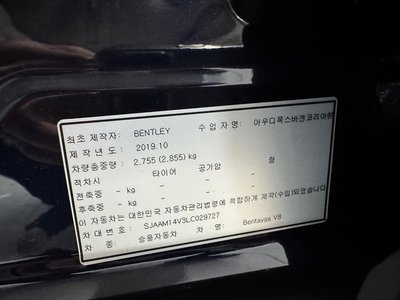 최초 제작자: BENTLEY 수 입 자 명: 아우디폭스바겐코리아㈜
제 작 년 도: 2019.10
차량총중량: 2,755 (2,855) kg
적차시 타이어 공기압 형
전축중 - kg
후축중 - kg
이 자동차는 대한민국 자동차관리법령에 적합하게 제작(수입)되었습니다
차 대 번 호: SJAAM14V3LC029727
차 종: 승용자동차 차 명: Bentayga V8